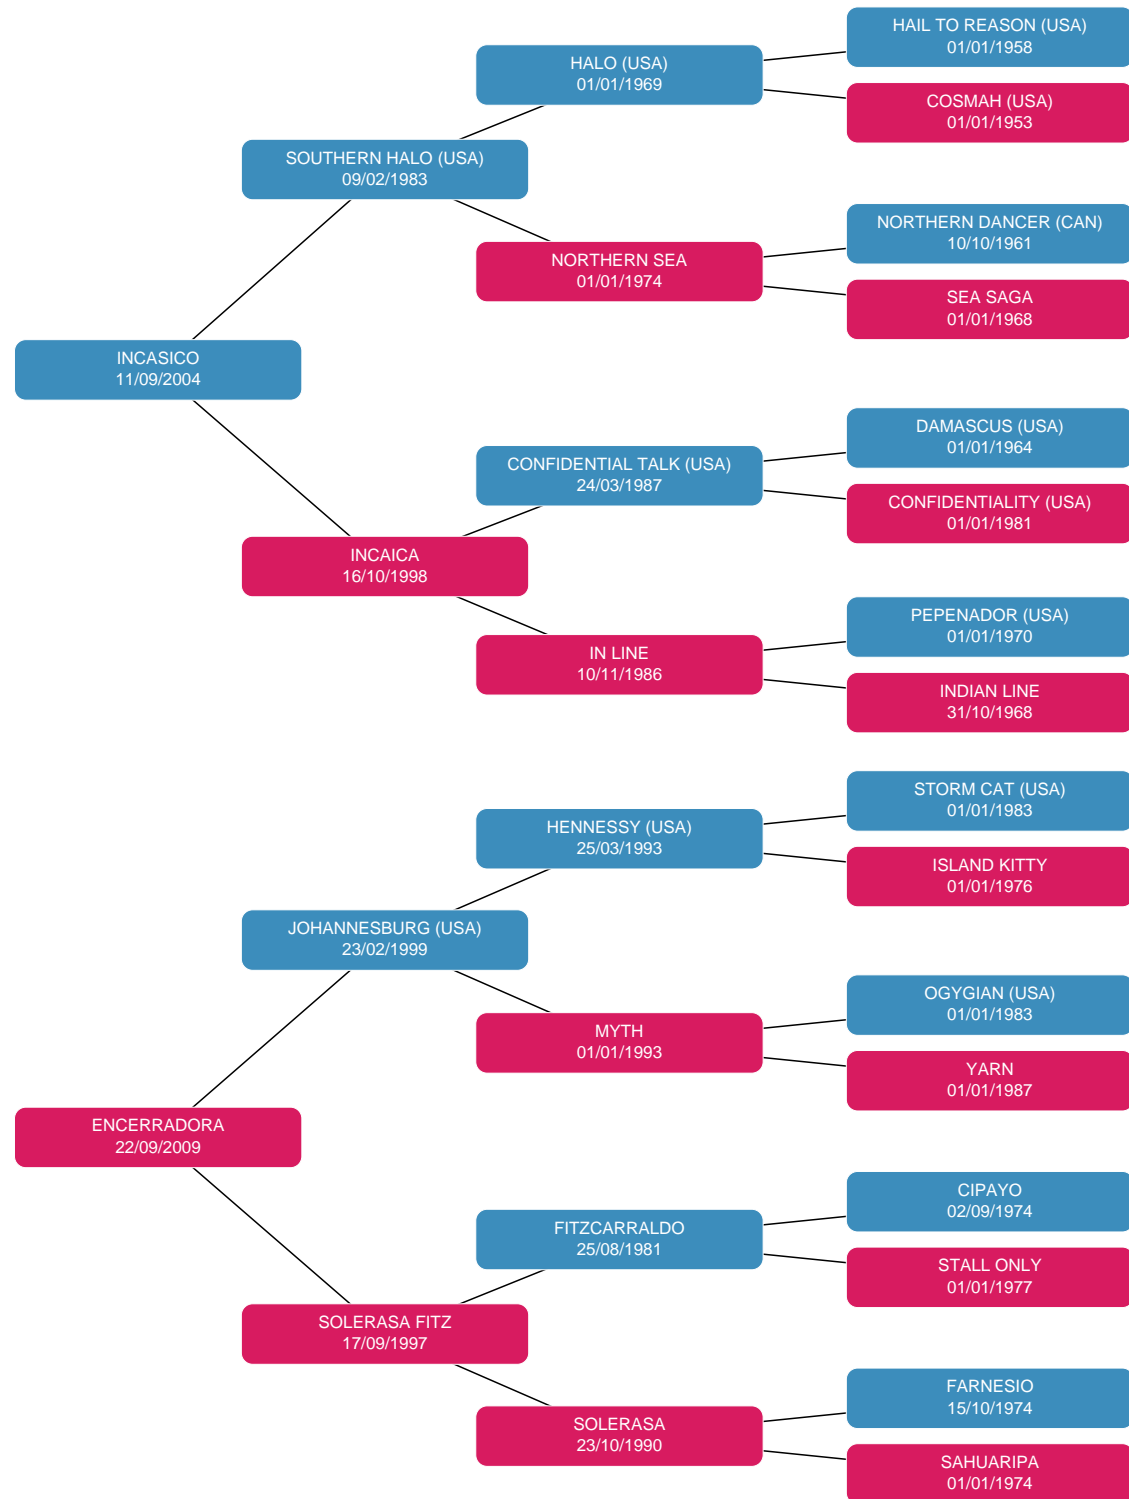 HAIL TO REASON (USA)
01/01/1958
HALO (USA)
01/01/1969
COSMAH (USA)
01/01/1953
SOUTHERN HALO (USA)
09/02/1983
NORTHERN DANCER (CAN)
10/10/1961
NORTHERN SEA
01/01/1974
SEA SAGA
01/01/1968
INCASICO
11/09/2004
DAMASCUS (USA)
01/01/1964
CONFIDENTIAL TALK (USA)
24/03/1987
CONFIDENTIALITY (USA)
01/01/1981
INCAICA
16/10/1998
PEPENADOR (USA)
01/01/1970
IN LINE
10/11/1986
INDIAN LINE
31/10/1968
STORM CAT (USA)
01/01/1983
HENNESSY (USA)
25/03/1993
ISLAND KITTY
01/01/1976
JOHANNESBURG (USA)
23/02/1999
OGYGIAN (USA)
01/01/1983
MYTH
01/01/1993
YARN
01/01/1987
ENCERRADORA
22/09/2009
CIPAYO
02/09/1974
FITZCARRALDO
25/08/1981
STALL ONLY
01/01/1977
SOLERASA FITZ
17/09/1997
FARNESIO
15/10/1974
SOLERASA
23/10/1990
SAHUARIPA
01/01/1974